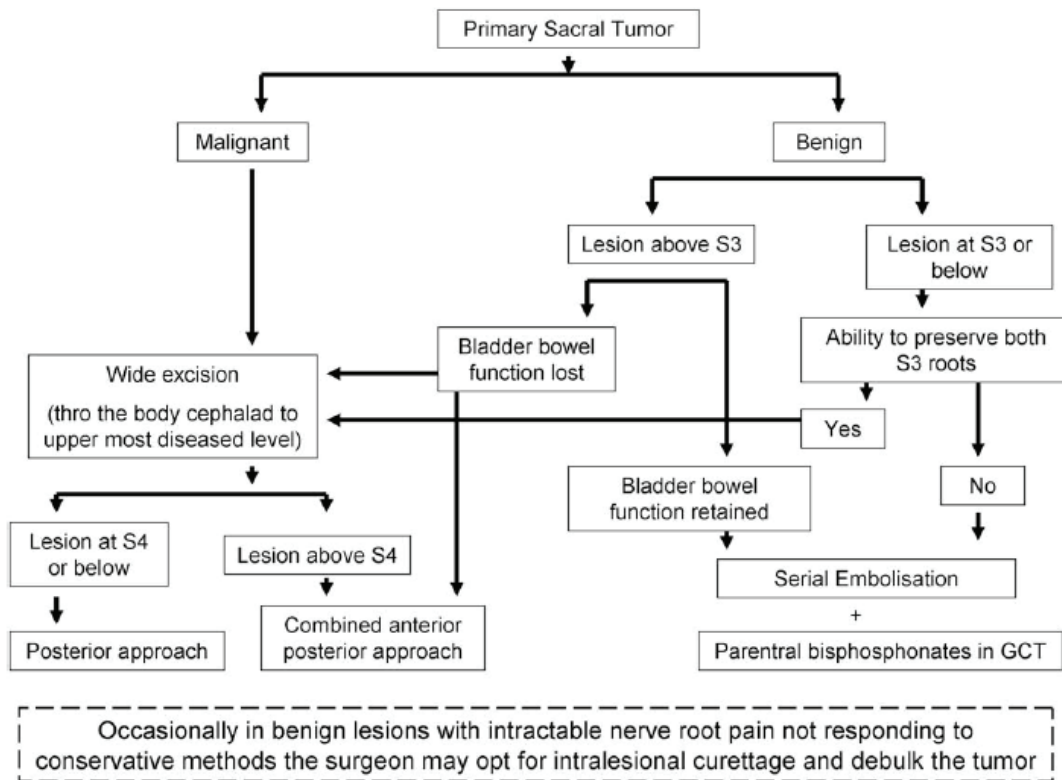 Primary Sacral Tumor
Malignant
Benign
Lesion above S3
Lesion at S3 or
below
Bladder bowel
function lost
Ability to preserve both
S3 roots
Wide excision
(thro the body cephalad to
upper most diseased level)
Yes
Bladder bowel
function retained
No
Lesion at S4
or below
Lesion above S4
Serial Embolisation
+
Parentral bisphosphonates in GCT
Posterior approach
Combined anterior
posterior approach
Occasionally in benign lesions with intractable nerve root pain not responding to
conservative methods the surgeon may opt for intralesional curettage and debulk the tumor